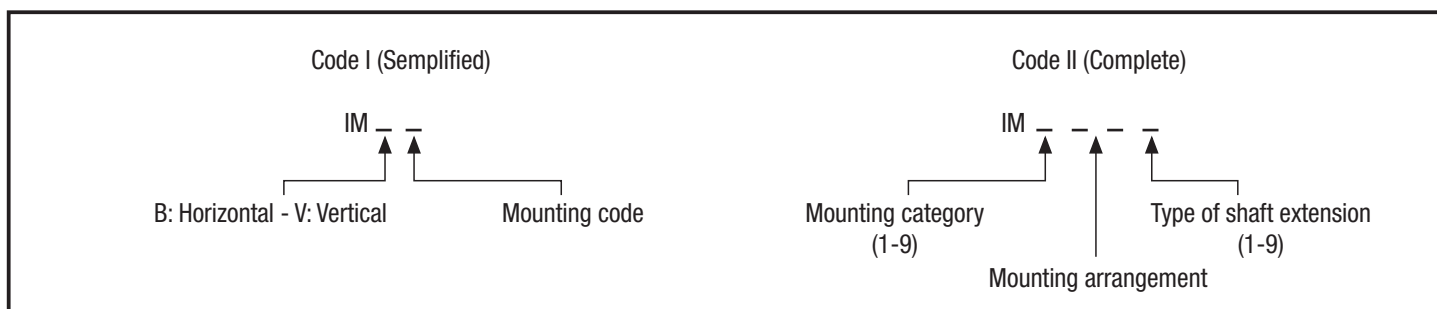 Code I (Semplified)
IM _ _
B: Horizontal - V: Vertical
Mounting code
Code II (Complete)
IM _ _ _ _
Mounting category
(1-9)
Mounting arrangement
Type of shaft extension
(1-9)